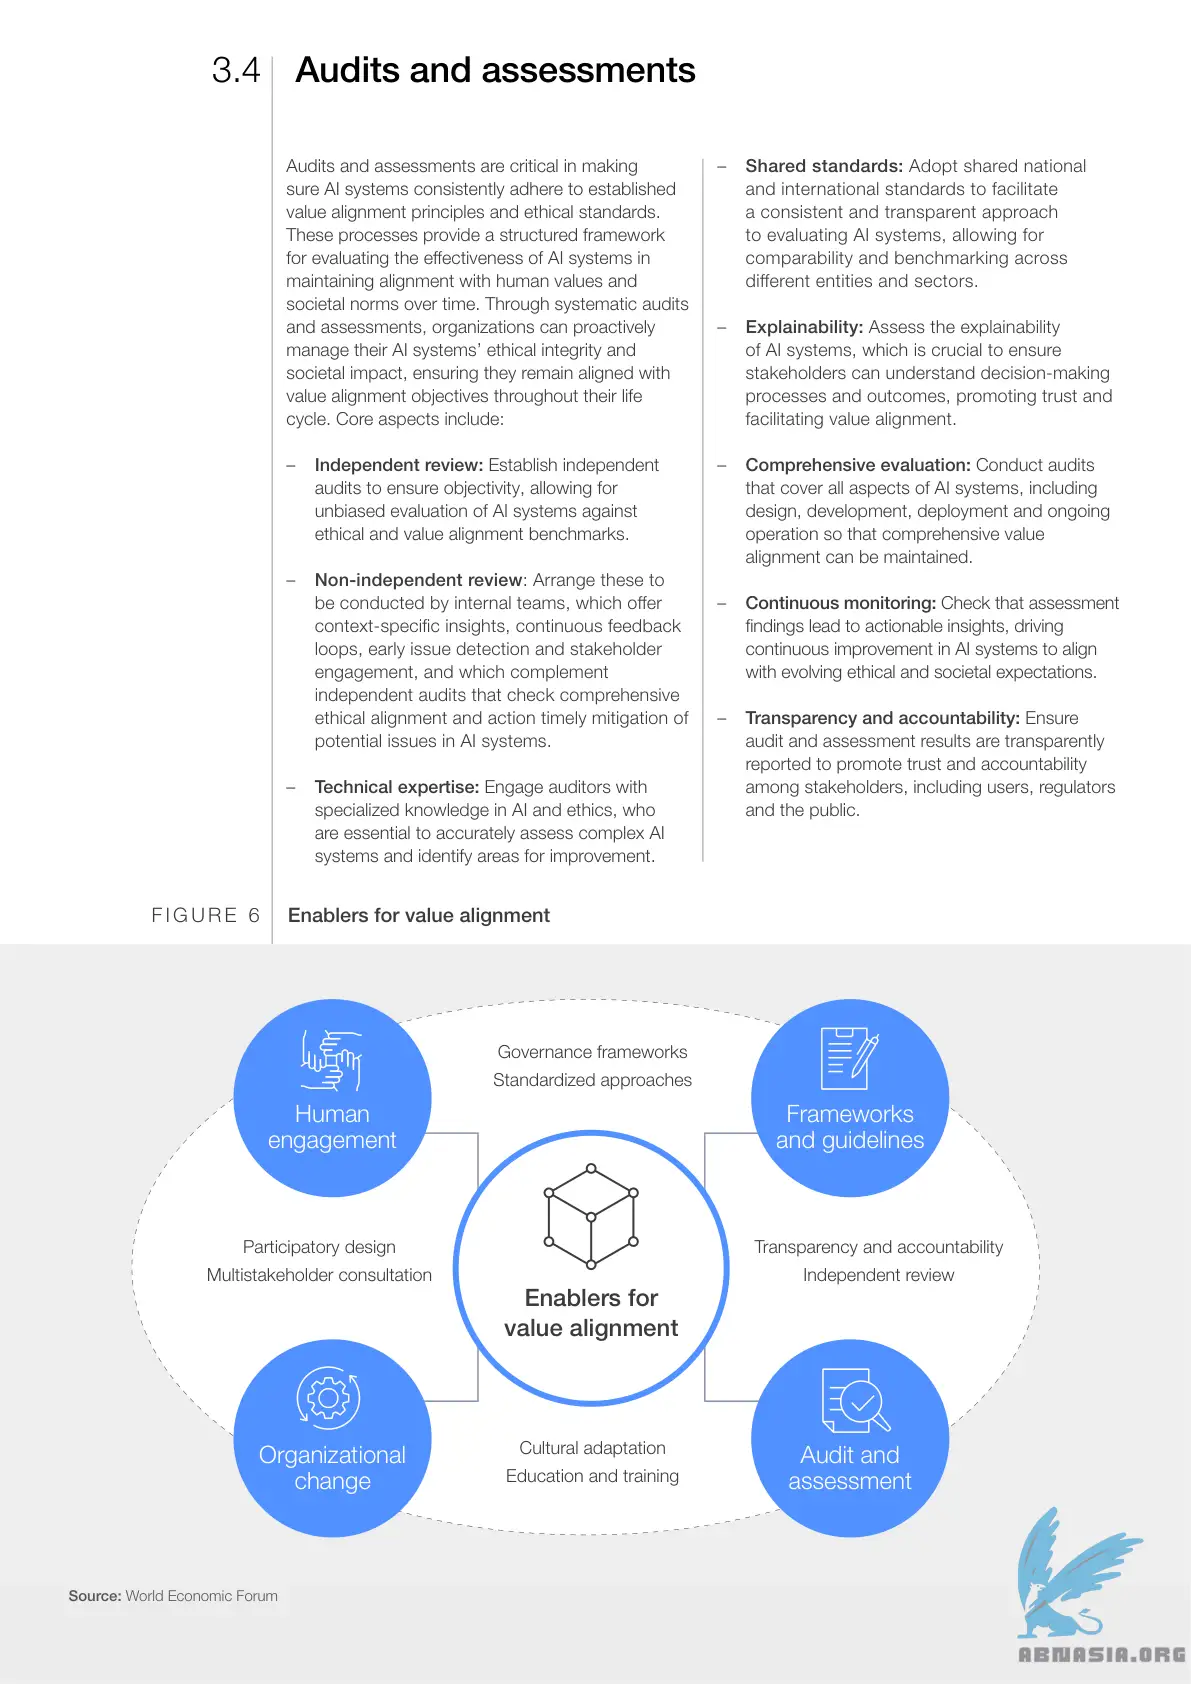 3.4
Audits and assessments
Audits and assessments are critical in making
sure AI systems consistently adhere to established
value alignment principles and ethical standards.
These processes provide a structured framework
for evaluating the effectiveness of AI systems in
maintaining alignment with human values and
societal norms over time. Through systematic audits
and assessments, organizations can proactively
manage their AI systems’ ethical integrity and
societal impact, ensuring they remain aligned with
value alignment objectives throughout their life
cycle. Core aspects include:
– Independent review: Establish independent
audits to ensure objectivity, allowing for
unbiased evaluation of AI systems against
ethical and value alignment benchmarks.
– Non-independent review: Arrange these to
be conducted by internal teams, which offer
context-specific insights, continuous feedback
loops, early issue detection and stakeholder
engagement, and which complement
independent audits that check comprehensive
ethical alignment and action timely mitigation of
potential issues in AI systems.
– Technical expertise: Engage auditors with
specialized knowledge in AI and ethics, who
are essential to accurately assess complex AI
systems and identify areas for improvement.
– Shared standards: Adopt shared national
and international standards to facilitate
a consistent and transparent approach
to evaluating AI systems, allowing for
comparability and benchmarking across
different entities and sectors.
– Explainability: Assess the explainability
of AI systems, which is crucial to ensure
stakeholders can understand decision-making
processes and outcomes, promoting trust and
facilitating value alignment.
– Comprehensive evaluation: Conduct audits
that cover all aspects of AI systems, including
design, development, deployment and ongoing
operation so that comprehensive value
alignment can be maintained.
– Continuous monitoring: Check that assessment
findings lead to actionable insights, driving
continuous improvement in AI systems to align
with evolving ethical and societal expectations.
– Transparency and accountability: Ensure
audit and assessment results are transparently
reported to promote trust and accountability
among stakeholders, including users, regulators
and the public.
FIGURE 6
Enablers for value alignment
Human
engagement
Governance frameworks
Standardized approaches
Frameworks
and guidelines
Participatory design
Multistakeholder consultation
Enablers for
value alignment
Transparency and accountability
Independent review
Organizational
change
Cultural adaptation
Education and training
Audit and
assessment
Source: World Economic Forum
ABNASIA.ORG